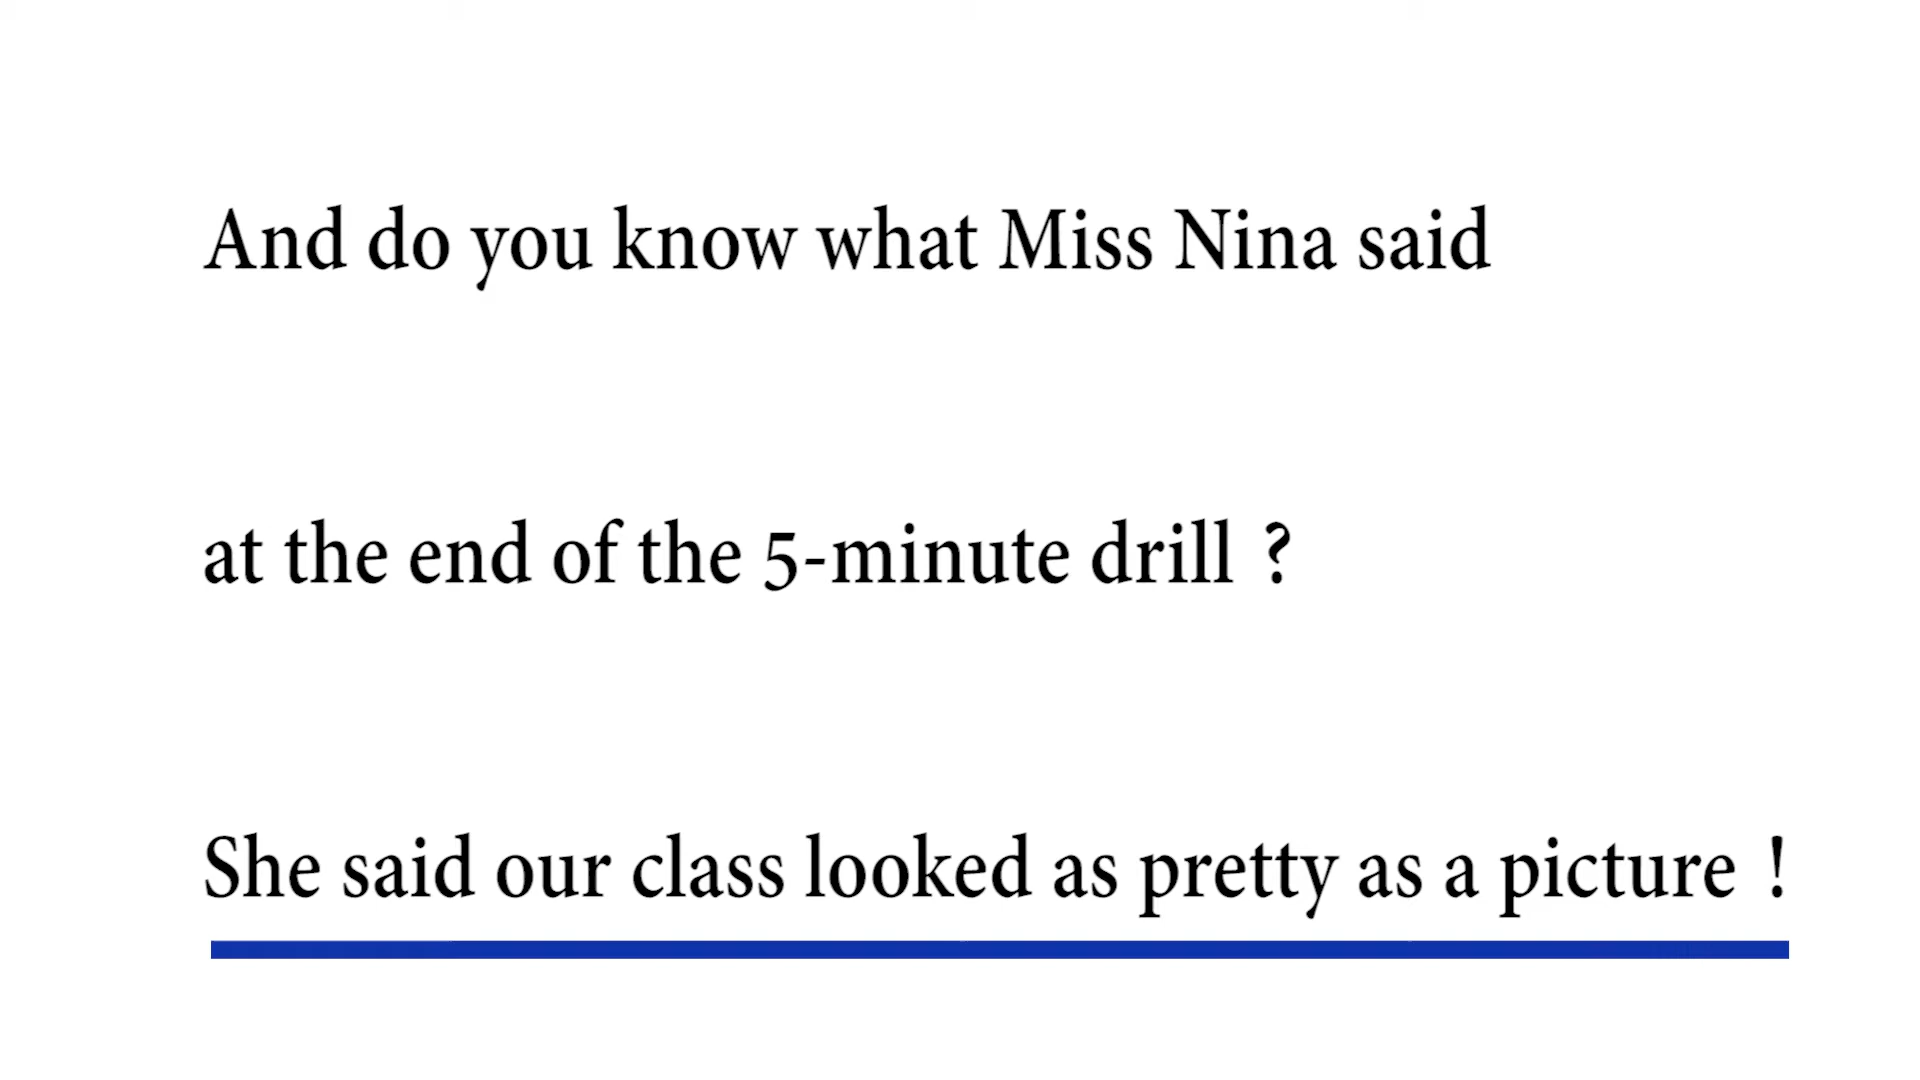 And do you know what Miss Nina said
at the end of the 5-minute drill ?
She said our class looked as pretty as a picture !